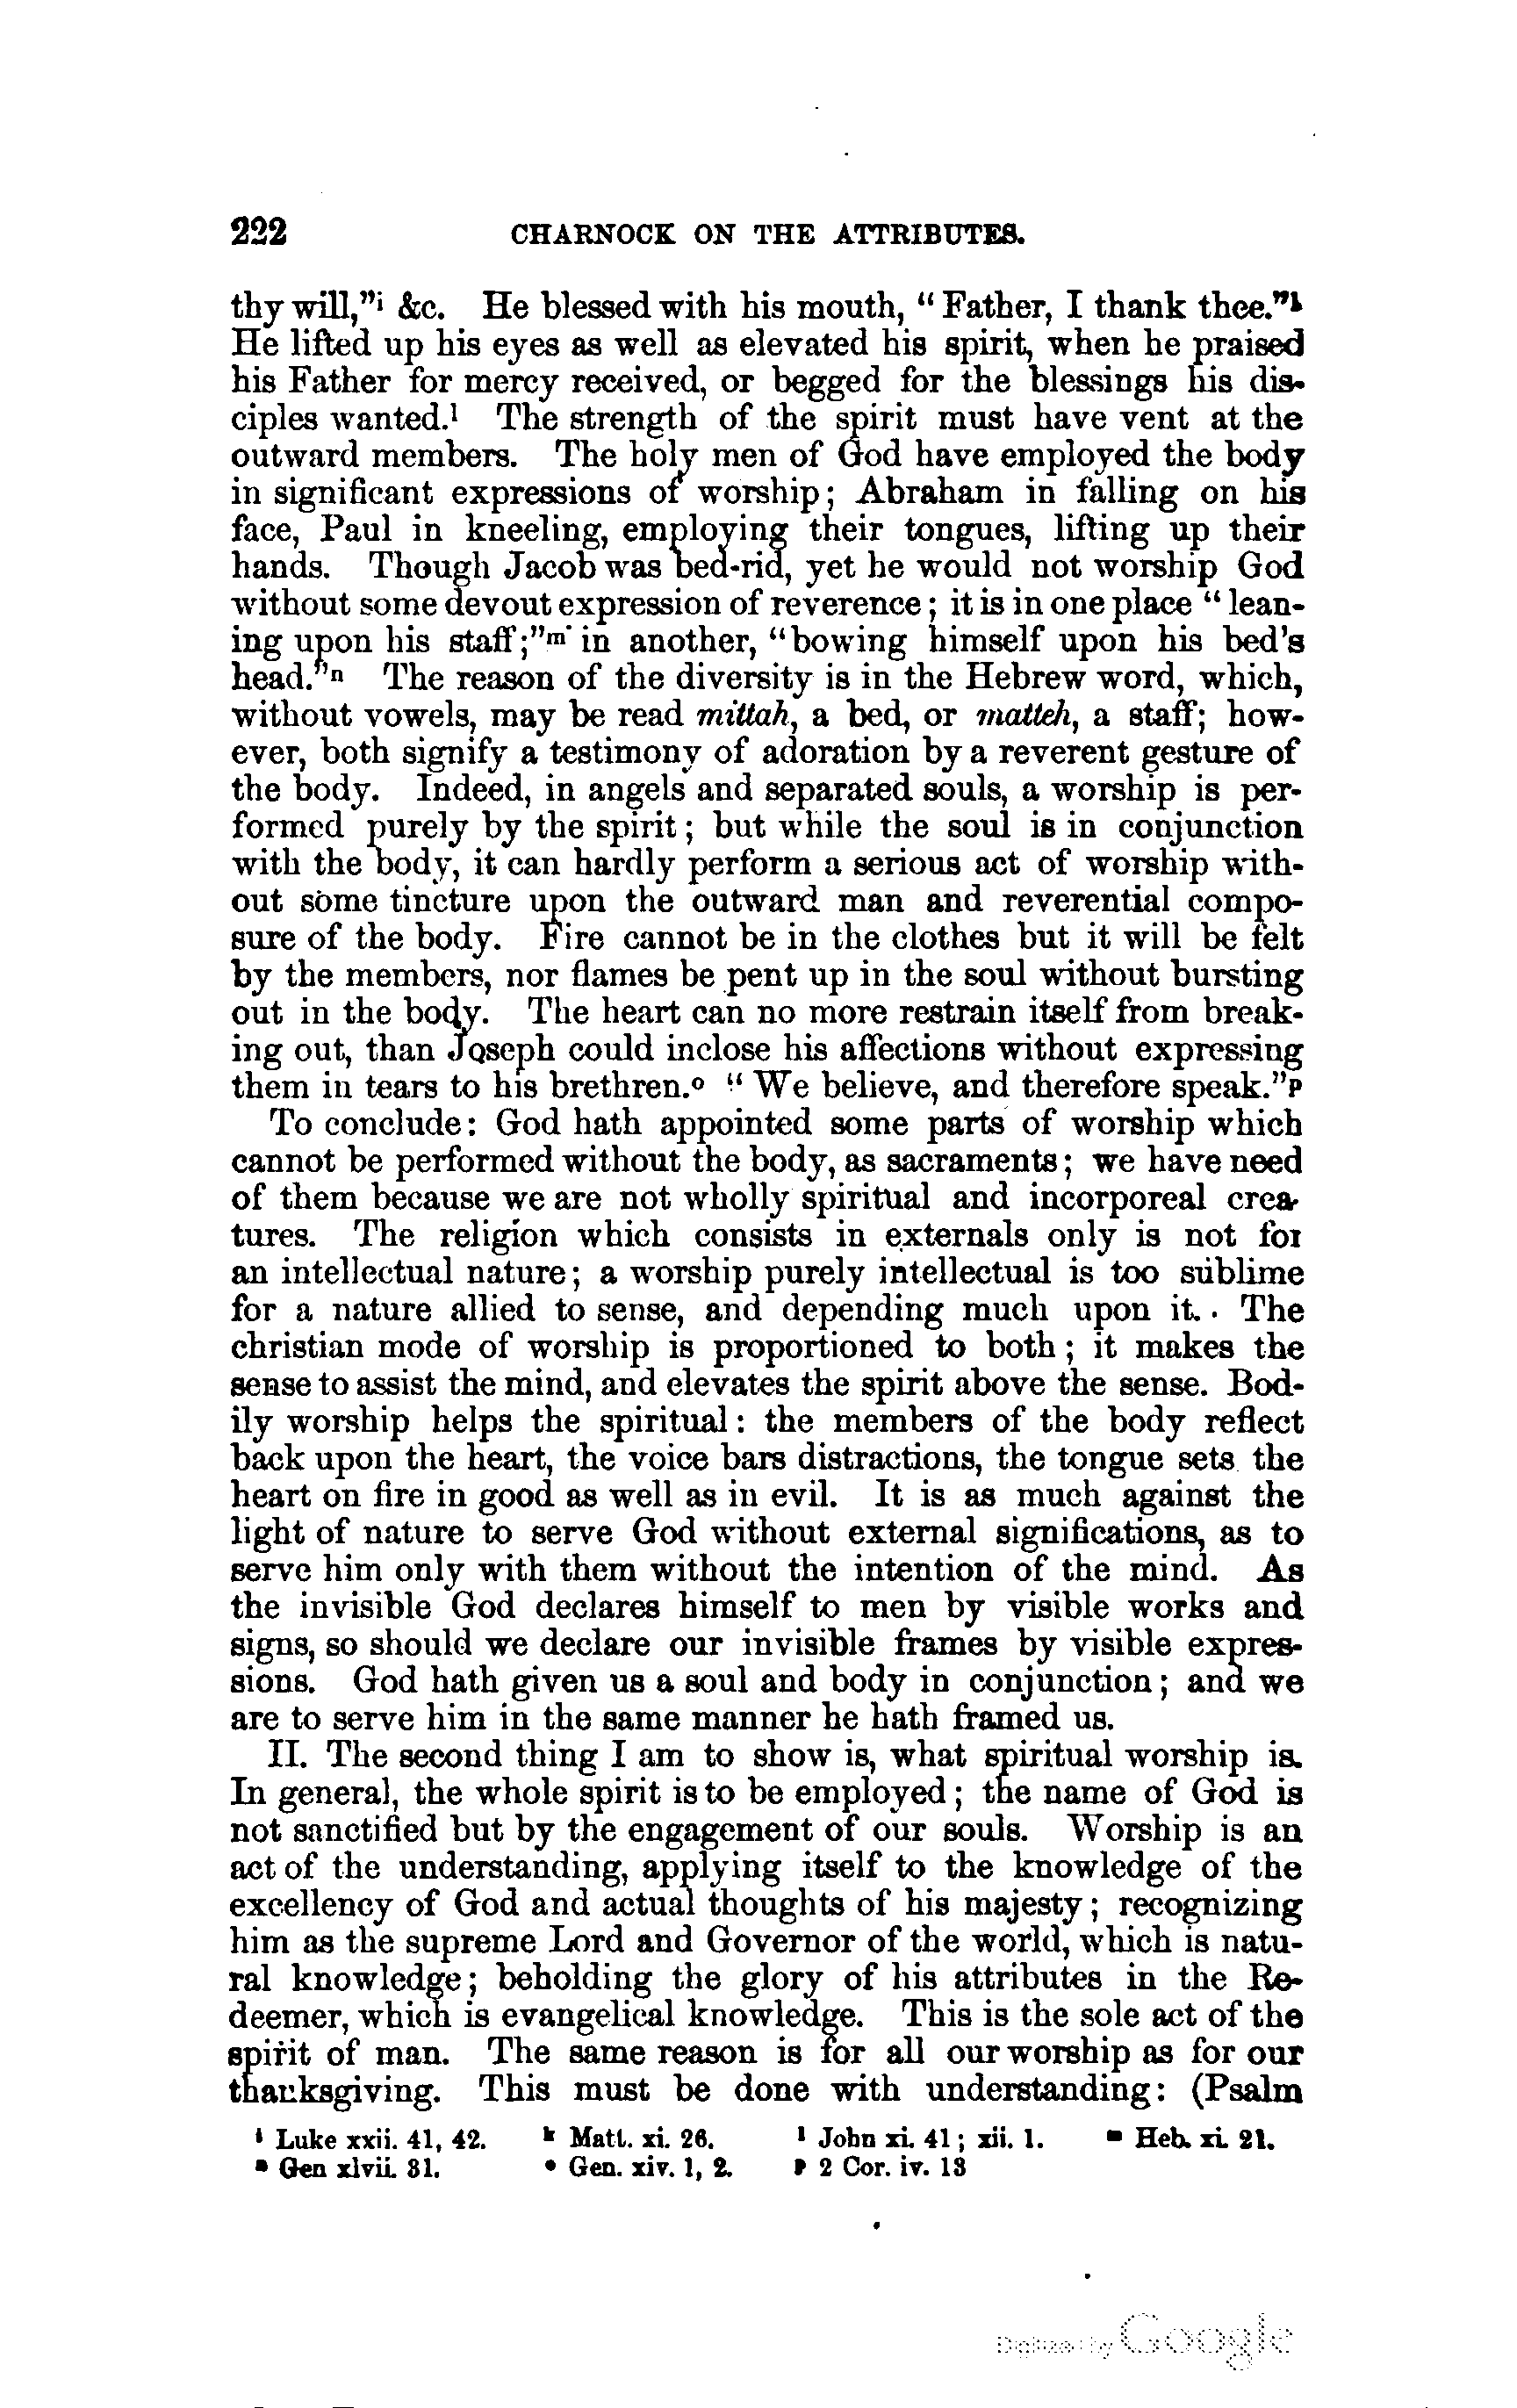 222 CHARNOCK ON THE ATTRIBUTES.
thy will,"i &c. He blessed with his mouth, "Father, I thank thee."k
He lifted up his eyes as well as elevated his spirit, when he praised
his Father for mercy received, or begged for the blessings his dis-
ciples wanted.l The strength of the spirit must have vent at the
outward members. The holy men of God have employed the body
in significant expressions of worship; Abraham in falling on his
face, Paul in kneeling, employing their tongues, lifting up their
hands. Though Jacob was bed-rid, yet he would not worship God
without some devout expression of reverence; it is in one place "lean-
ing upon his staff;"m in another, "bowing himself upon his bed's
head."n The reason of the diversity is in the Hebrew word, which,
without vowels, may be read mittah, a bed, or matteh, a staff; how-
ever, both signify a testimony of adoration by a reverent gesture of
the body. Indeed, in angels and separated souls, a worship is per-
formed purely by the spirit; but while the soul is in conjunction
with the body, it can hardly perform a serious act of worship with-
out some tincture upon the outward man and reverential compo-
sure of the body. Fire cannot be in the clothes but it will be felt
by the members, nor flames be pent up in the soul without bursting
out in the body. The heart can no more restrain itself from break-
ing out, than Joseph could inclose his affections without expressing
them in tears to his brethren.o "We believe, and therefore speak."p
To conclude: God hath appointed some parts of worship which
cannot be performed without the body, as sacraments; we have need
of them because we are not wholly spiritual and incorporeal crea-
tures. The religion which consists in externals only is not for
an intellectual nature; a worship purely intellectual is too sublime
for a nature allied to sense, and depending much upon it. The
christian mode of worship is proportioned to both; it makes the
sense to assist the mind, and elevates the spirit above the sense. Bod-
ily worship helps the spiritual: the members of the body reflect
back upon the heart, the voice bars distractions, the tongue sets the
heart on fire in good as well as in evil. It is as much against the
light of nature to serve God without external significations, as to
serve him only with them without the intention of the mind. As
the invisible God declares himself to men by visible works and
signs, so should we declare our invisible frames by visible expres-
sions. God hath given us a soul and body in conjunction; and we
are to serve him in the same manner he hath framed us.
II. The second thing I am to show is, what spiritual worship is.
In general, the whole spirit is to be employed; the name of God is
not sanctified but by the engagement of our souls. Worship is an
act of the understanding, applying itself to the knowledge of the
excellency of God and actual thoughts of his majesty; recognizing
him as the supreme Lord and Governor of the world, which is natu-
ral knowledge; beholding the glory of his attributes in the Re-
deemer, which is evangelical knowledge. This is the sole act of the
spirit of man. The same reason is for all our worship as for our
thanksgiving. This must be done with understanding: (Psalm
i Luke xxii. 41, 42. k Matt. xi. 26. l John xi. 41; xii. 1. m Heb. xi. 21.
n Gen xlvii. 31. o Gen. xiv. 1, 2. p 2 Cor. iv. 13
Digitized by Google